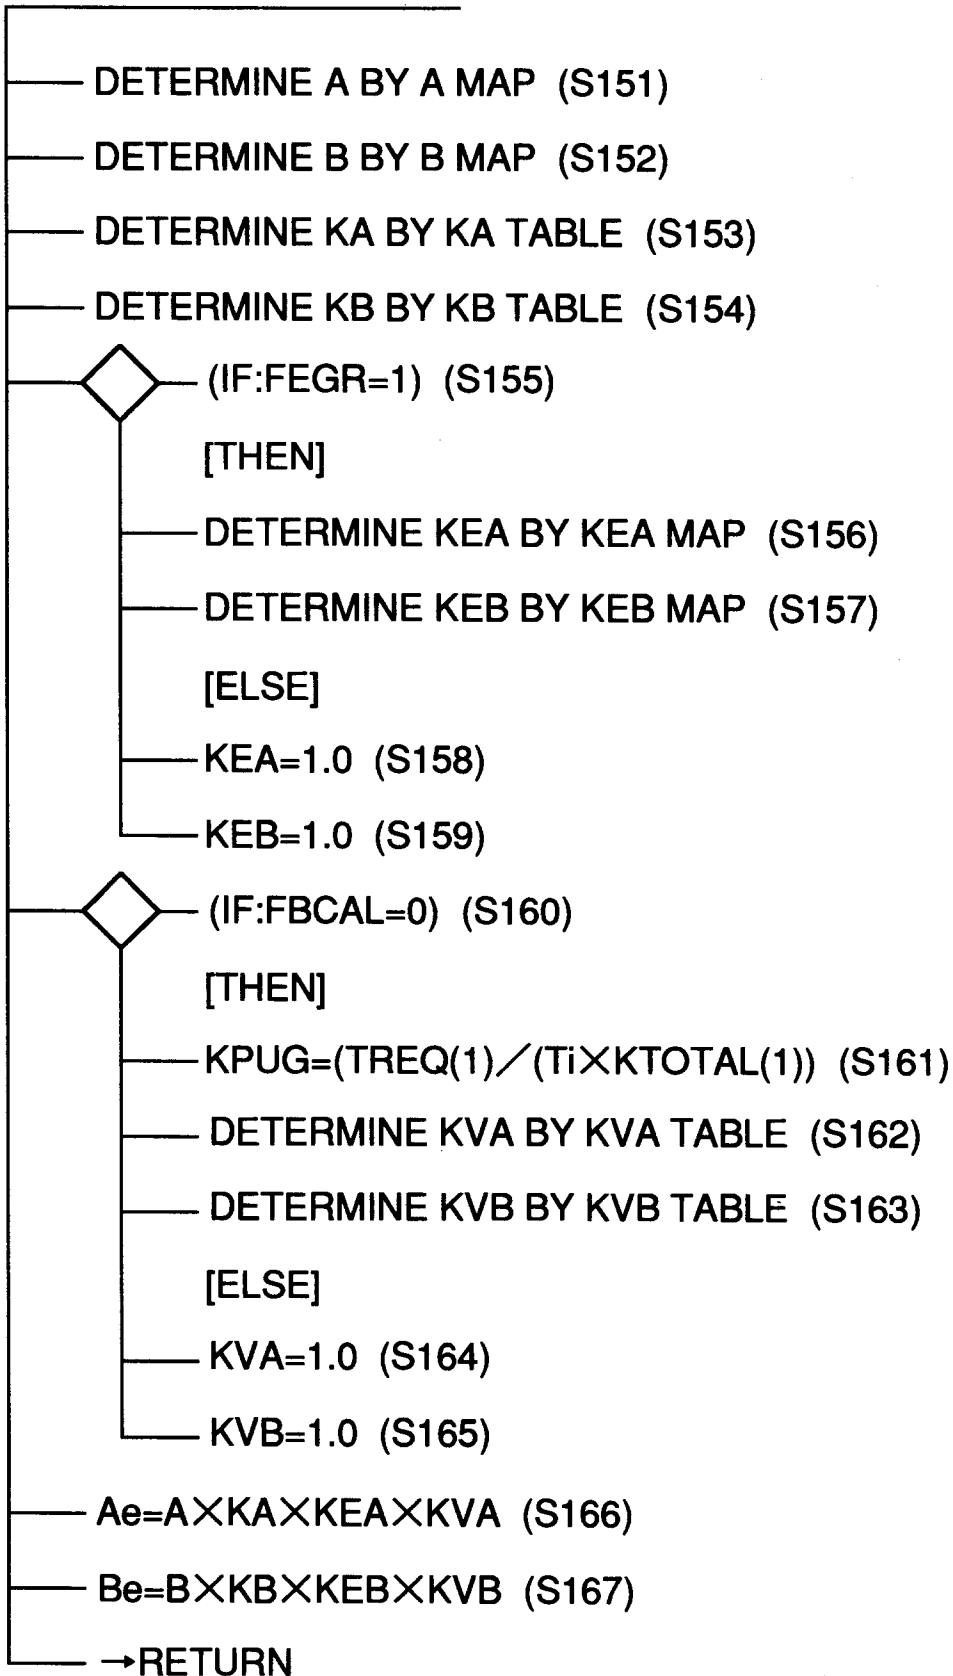 DETERMINE A BY A MAP (S151)
DETERMINE B BY B MAP (S152)
DETERMINE KA BY KA TABLE (S153)
DETERMINE KB BY KB TABLE (S154)
(IF:FEGR=1) (S155)
[THEN]
DETERMINE KEA BY KEA MAP (S156)
DETERMINE KEB BY KEB MAP (S157)
[ELSE]
KEA=1.0 (S158)
KEB=1.0 (S159)
(IF:FBCAL=0) (S160)
[THEN]
KPUG=(TREQ(1)/(Ti×KTOTAL(1)) (S161)
DETERMINE KVA BY KVA TABLE (S162)
DETERMINE KVB BY KVB TABLE (S163)
[ELSE]
KVA=1.0 (S164)
KVB=1.0 (S165)
Ae=A×KA×KEA×KVA (S166)
Be=B×KB×KEB×KVB (S167)
→RETURN